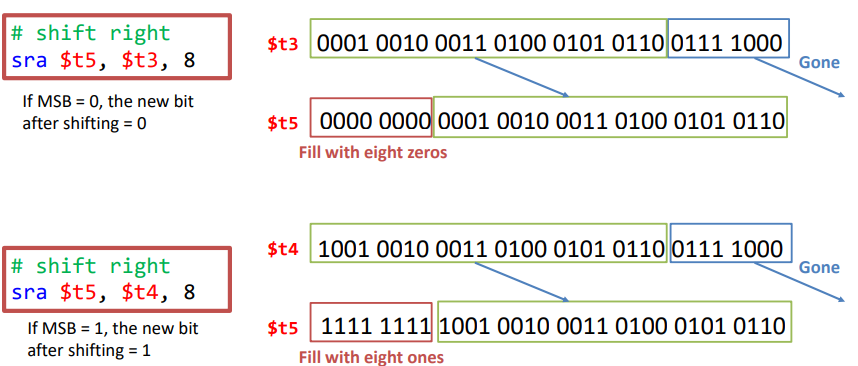 # shift right
sra $t5, $t3, 8
If MSB = 0, the new bit
after shifting = 0
$t3 0001 0010 0011 0100 0101 0110 0111 1000
Gone
$t5 0000 0000 0001 0010 0011 0100 0101 0110
Fill with eight zeros
# shift right
sra $t5, $t4, 8
If MSB = 1, the new bit
after shifting = 1
$t4 1001 0010 0011 0100 0101 0110 0111 1000
Gone
$t5 1111 1111 1001 0010 0011 0100 0101 0110
Fill with eight ones